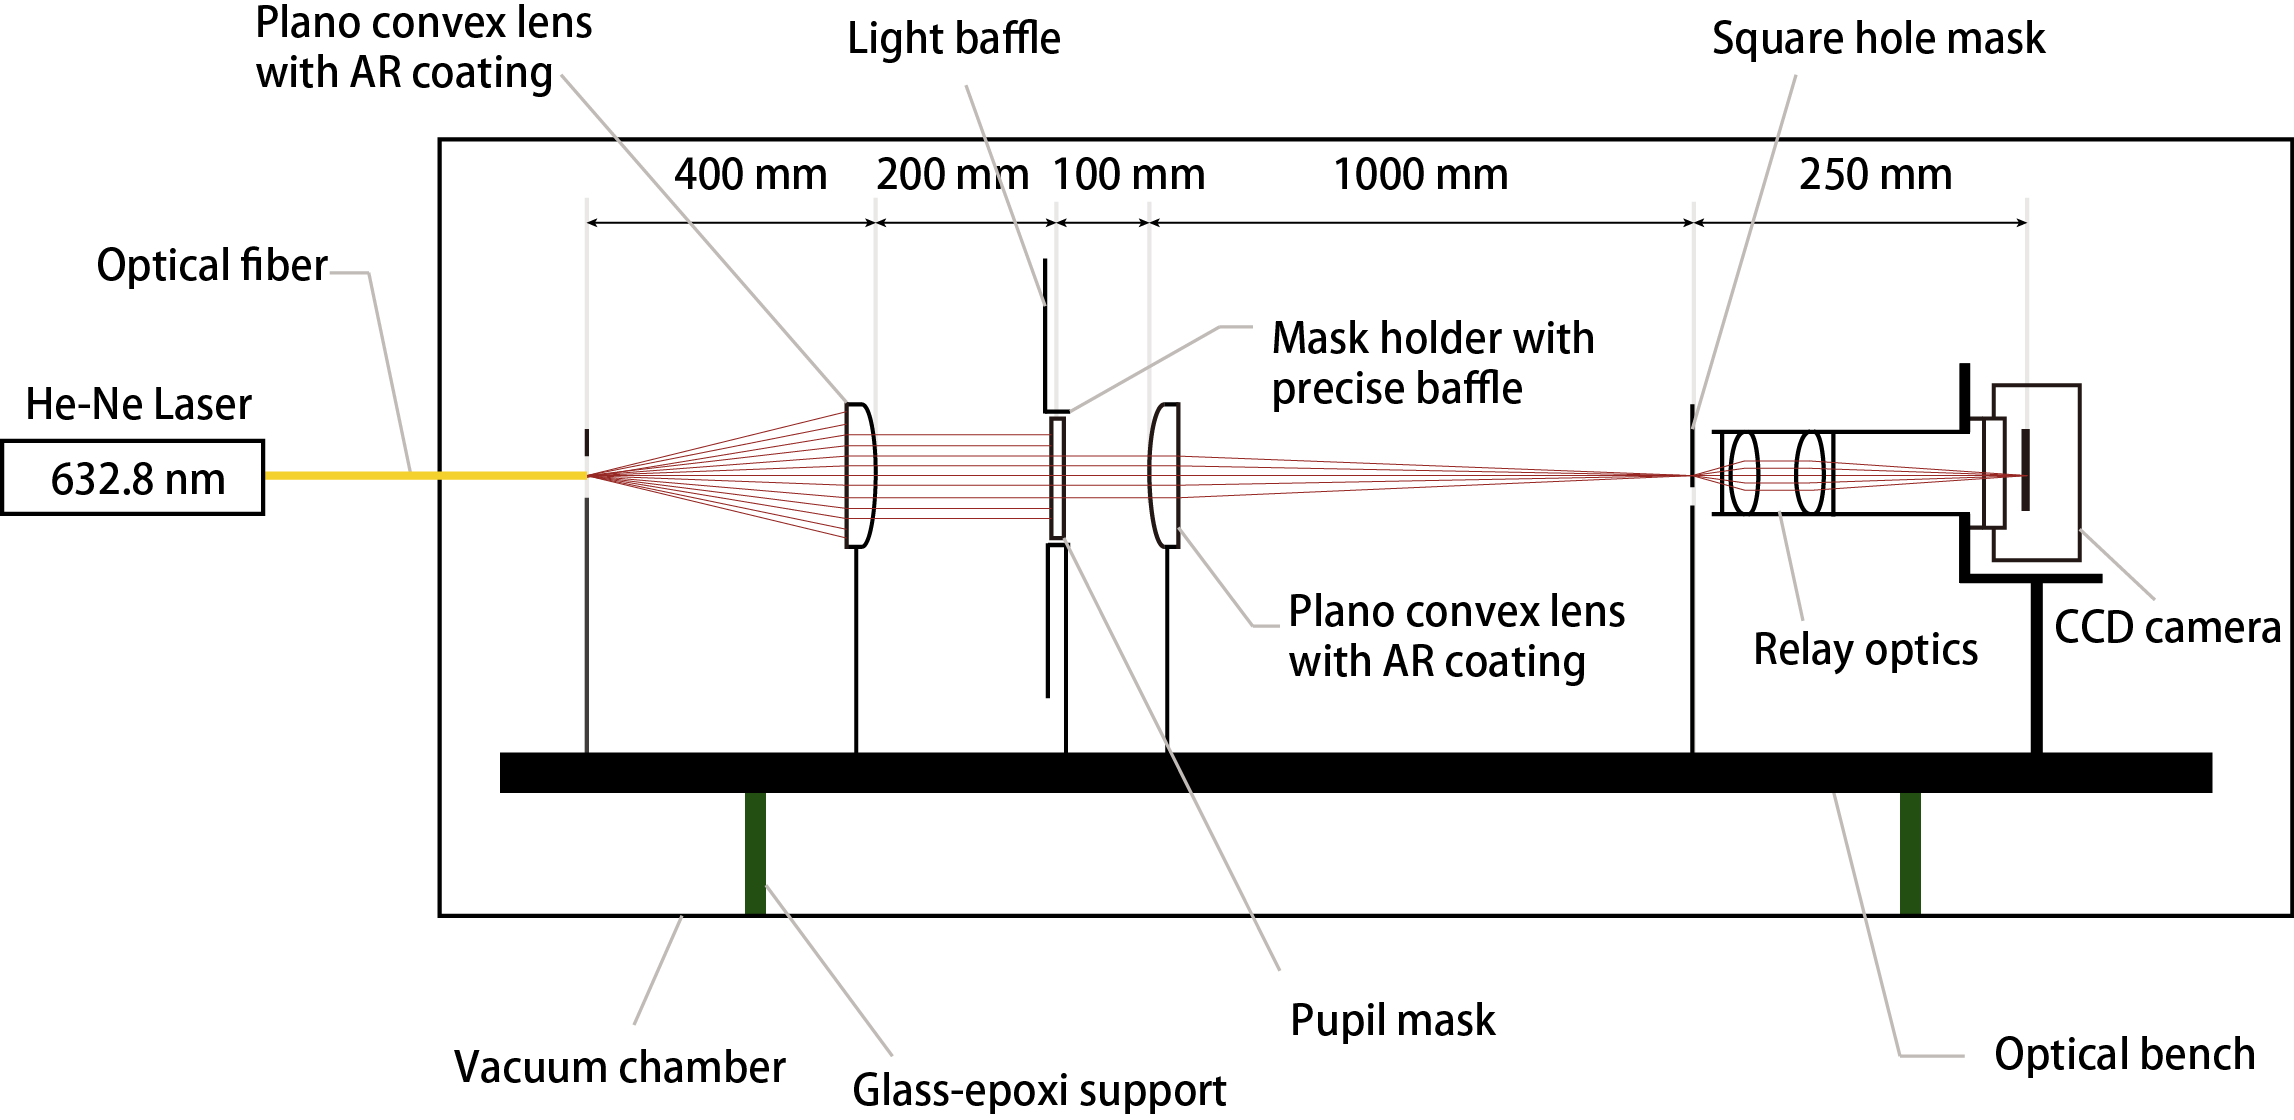 Plano convex lens
with AR coating
Light baffle
Square hole mask
400 mm
200 mm
100 mm
1000 mm
250 mm
Optical fiber
Mask holder with
precise baffle
He-Ne Laser
632.8 nm
Plano convex lens
with AR coating
Relay optics
CCD camera
Pupil mask
Vacuum chamber
Glass-epoxi support
Optical bench